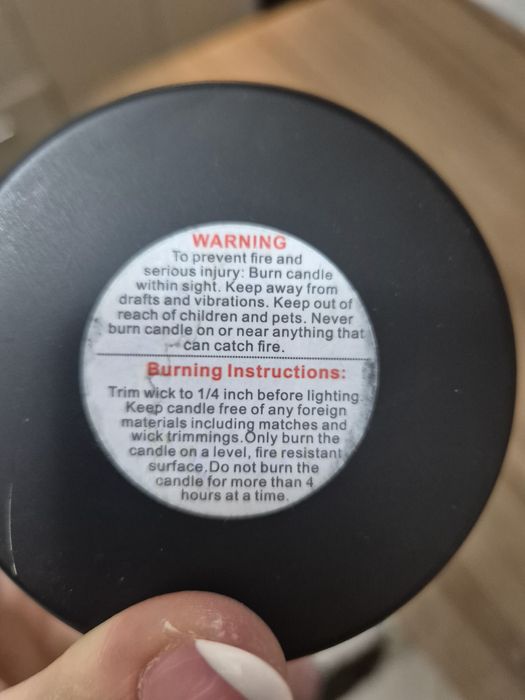 WARNING
To prevent fire and
serious injury: Burn candle
within sight. Keep away from
drafts and vibrations. Keep out of
reach of children and pets. Never
burn candle on or near anything that
can catch fire.
Burning Instructions:
Trim wick to 1/4 inch before lighting.
Keep candle free of any foreign
materials including matches and
wick trimmings.Only burn the
candle on a level, fire resistant
surface.Do not burn the
candle for more than 4
hours at a time.